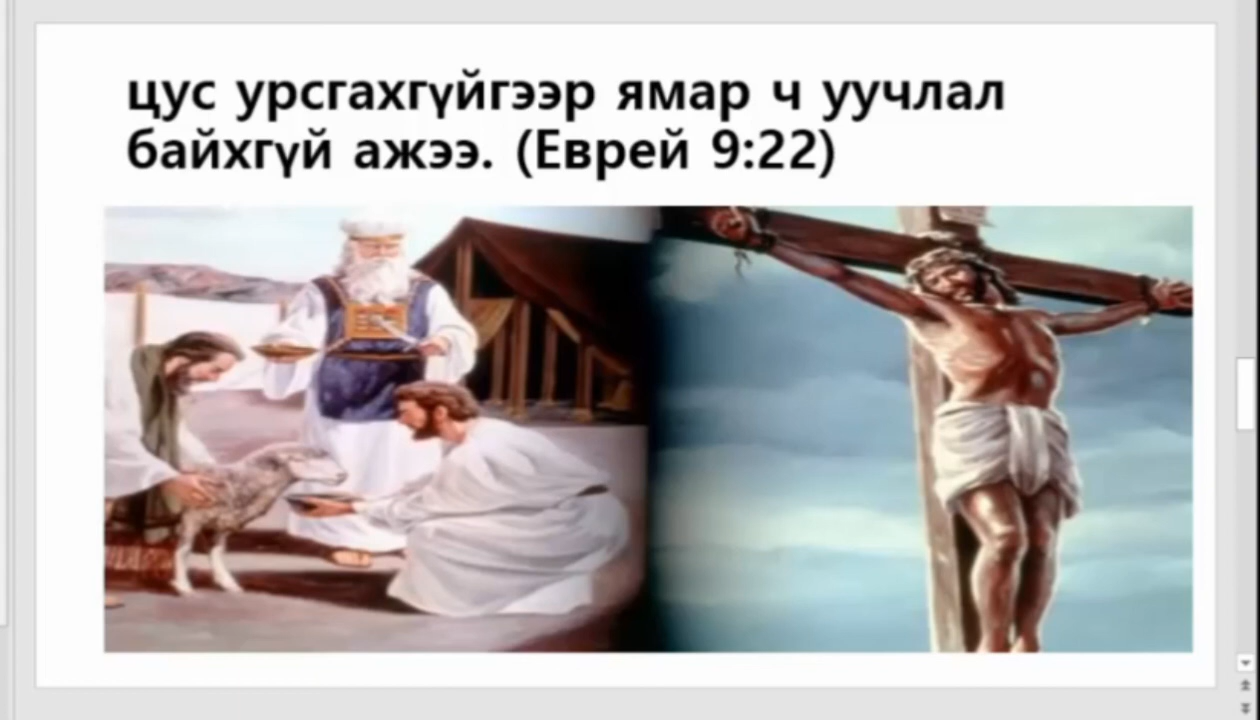 цус урсгахгүйгээр ямар ч уучлал
байхгүй ажээ. (Еврей 9:22)